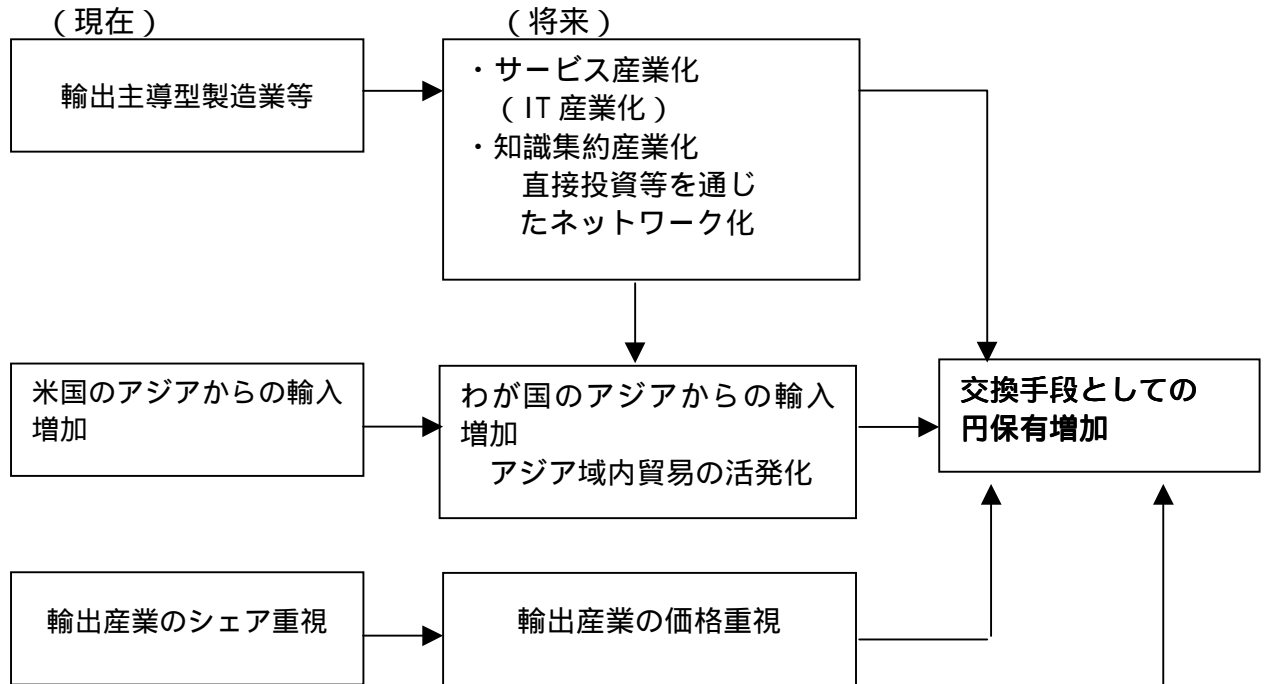 （現在）
（将来）
輸出主導型製造業等
・サービス産業化
（IT 産業化）
・知識集約産業化
直接投資等を通じ
たネットワーク化
米国のアジアからの輸入
増加
わが国のアジアからの輸入
増加
アジア域内貿易の活発化
交換手段としての
円保有増加
輸出産業のシェア重視
輸出産業の価格重視